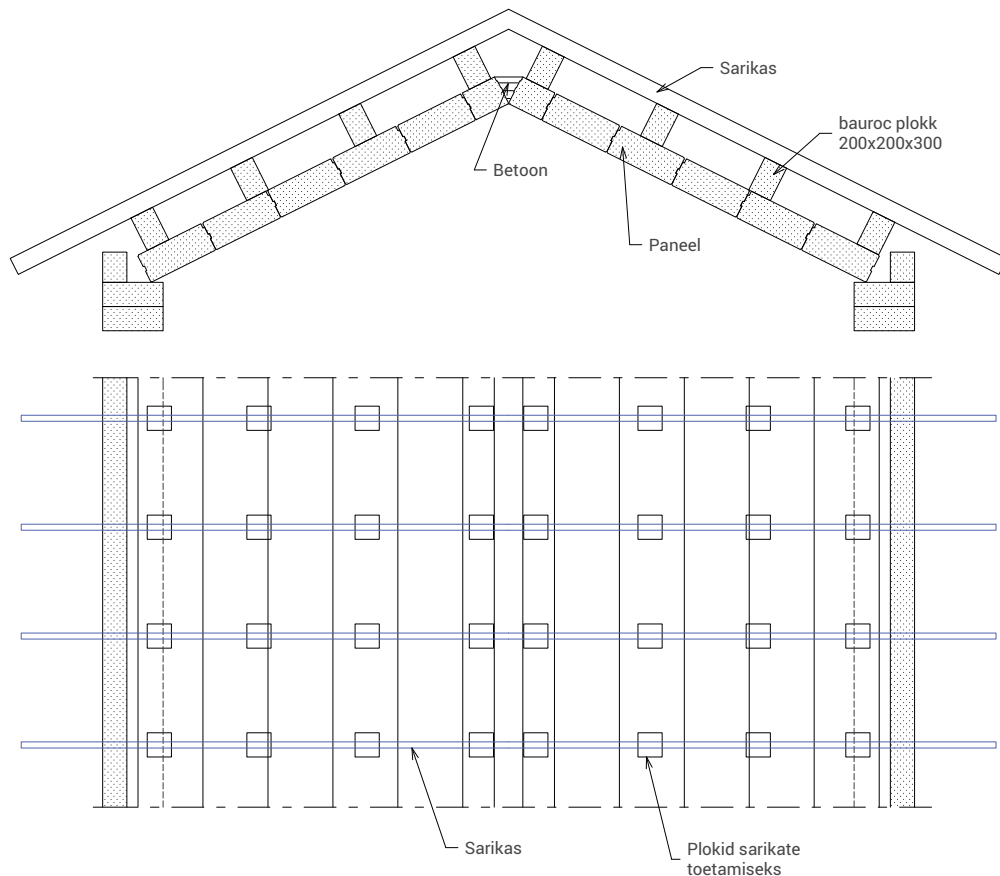 Sarikas
bauroc plokk
200x200x300
Betoon
Paneel
Sarikas
Plokid sarikate
toetamiseks